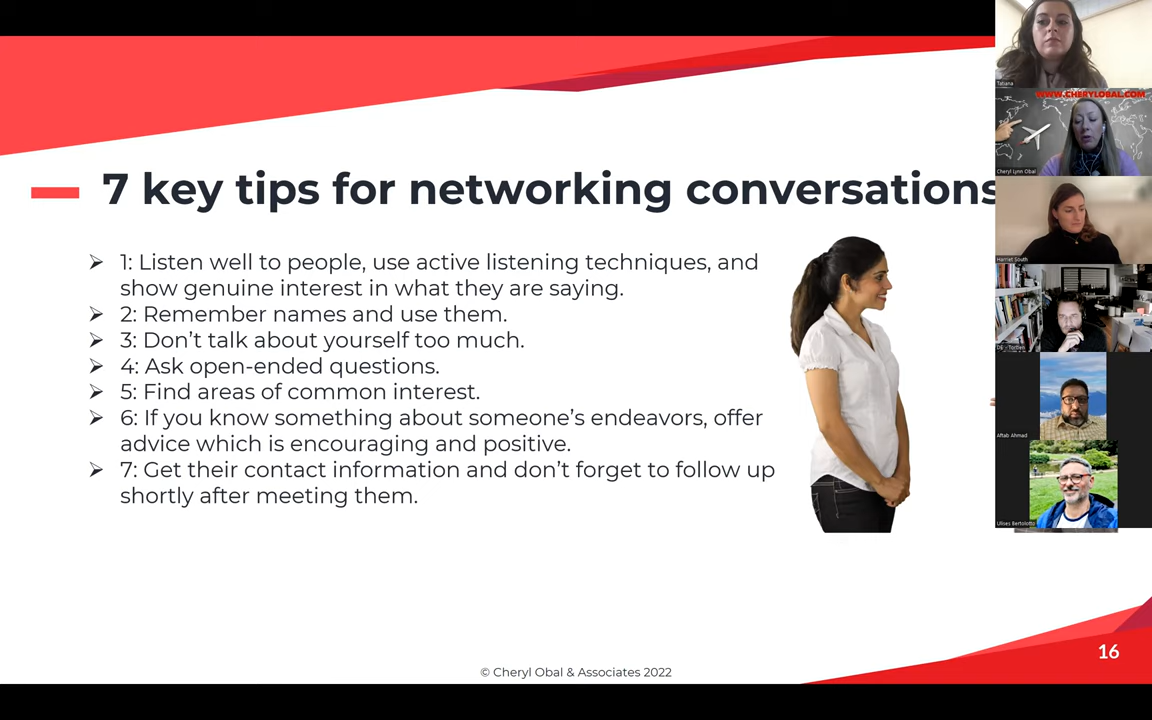 7 key tips for networking conversations
➢ 1: Listen well to people, use active listening techniques, and
show genuine interest in what they are saying.
➢ 2: Remember names and use them.
➢ 3: Don’t talk about yourself too much.
➢ 4: Ask open-ended questions.
➢ 5: Find areas of common interest.
➢ 6: If you know something about someone’s endeavors, offer
advice which is encouraging and positive.
➢ 7: Get their contact information and don’t forget to follow up
shortly after meeting them.
© Cheryl Obal & Associates 2022
16
Tatiana
WWW.CHERYLOBAL.COM
Cheryl Lynn Obal
Harriet South
Aftab Ahmad
Ulises Bertolotto